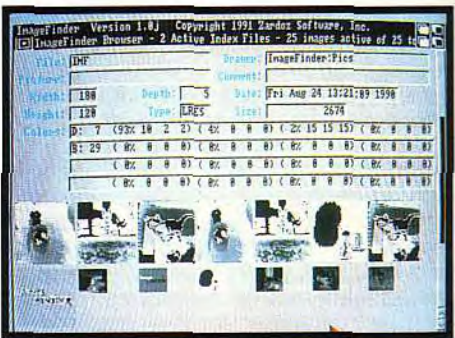 ImageFinder Version 1.0j Copyright 1991 Zardoz Software, Inc.
ImageFinder Browser - 2 Active Index Files - 25 images active of 25 to
File: IMF Drawer: ImageFinder:Pics
Picture: Comment:
Width: 180 Depth: 5 Date: Fri Aug 24 13:21:09 1990
Height: 120 Type: LRES Size: 2674
Colors: D: 7 (93% 10 2 2) ( 4% 0 0 0) ( 2% 15 15 15) ( 0% 0 0 0)
S: 29 ( 0% 0 0 0) ( 0% 0 0 0) ( 0% 0 0 0) ( 0% 0 0 0)
( 0% 0 0 0) ( 0% 0 0 0) ( 0% 0 0 0) ( 0% 0 0 0)
( 0% 0 0 0) ( 0% 0 0 0) ( 0% 0 0 0) ( 0% 0 0 0)